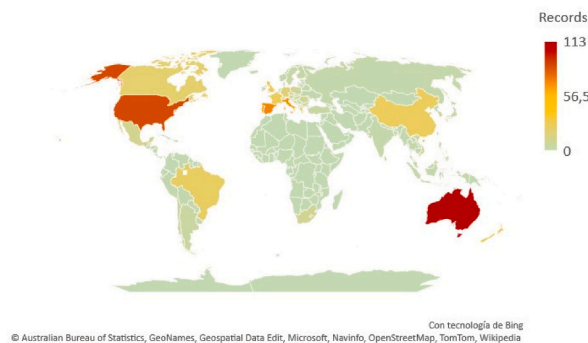 Records
113
56,5
0
Con tecnología de Bing
© Australian Bureau of Statistics, GeoNames, Geospatial Data Edit, Microsoft, Navinfo, OpenStreetMap, TomTom, Wikipedia